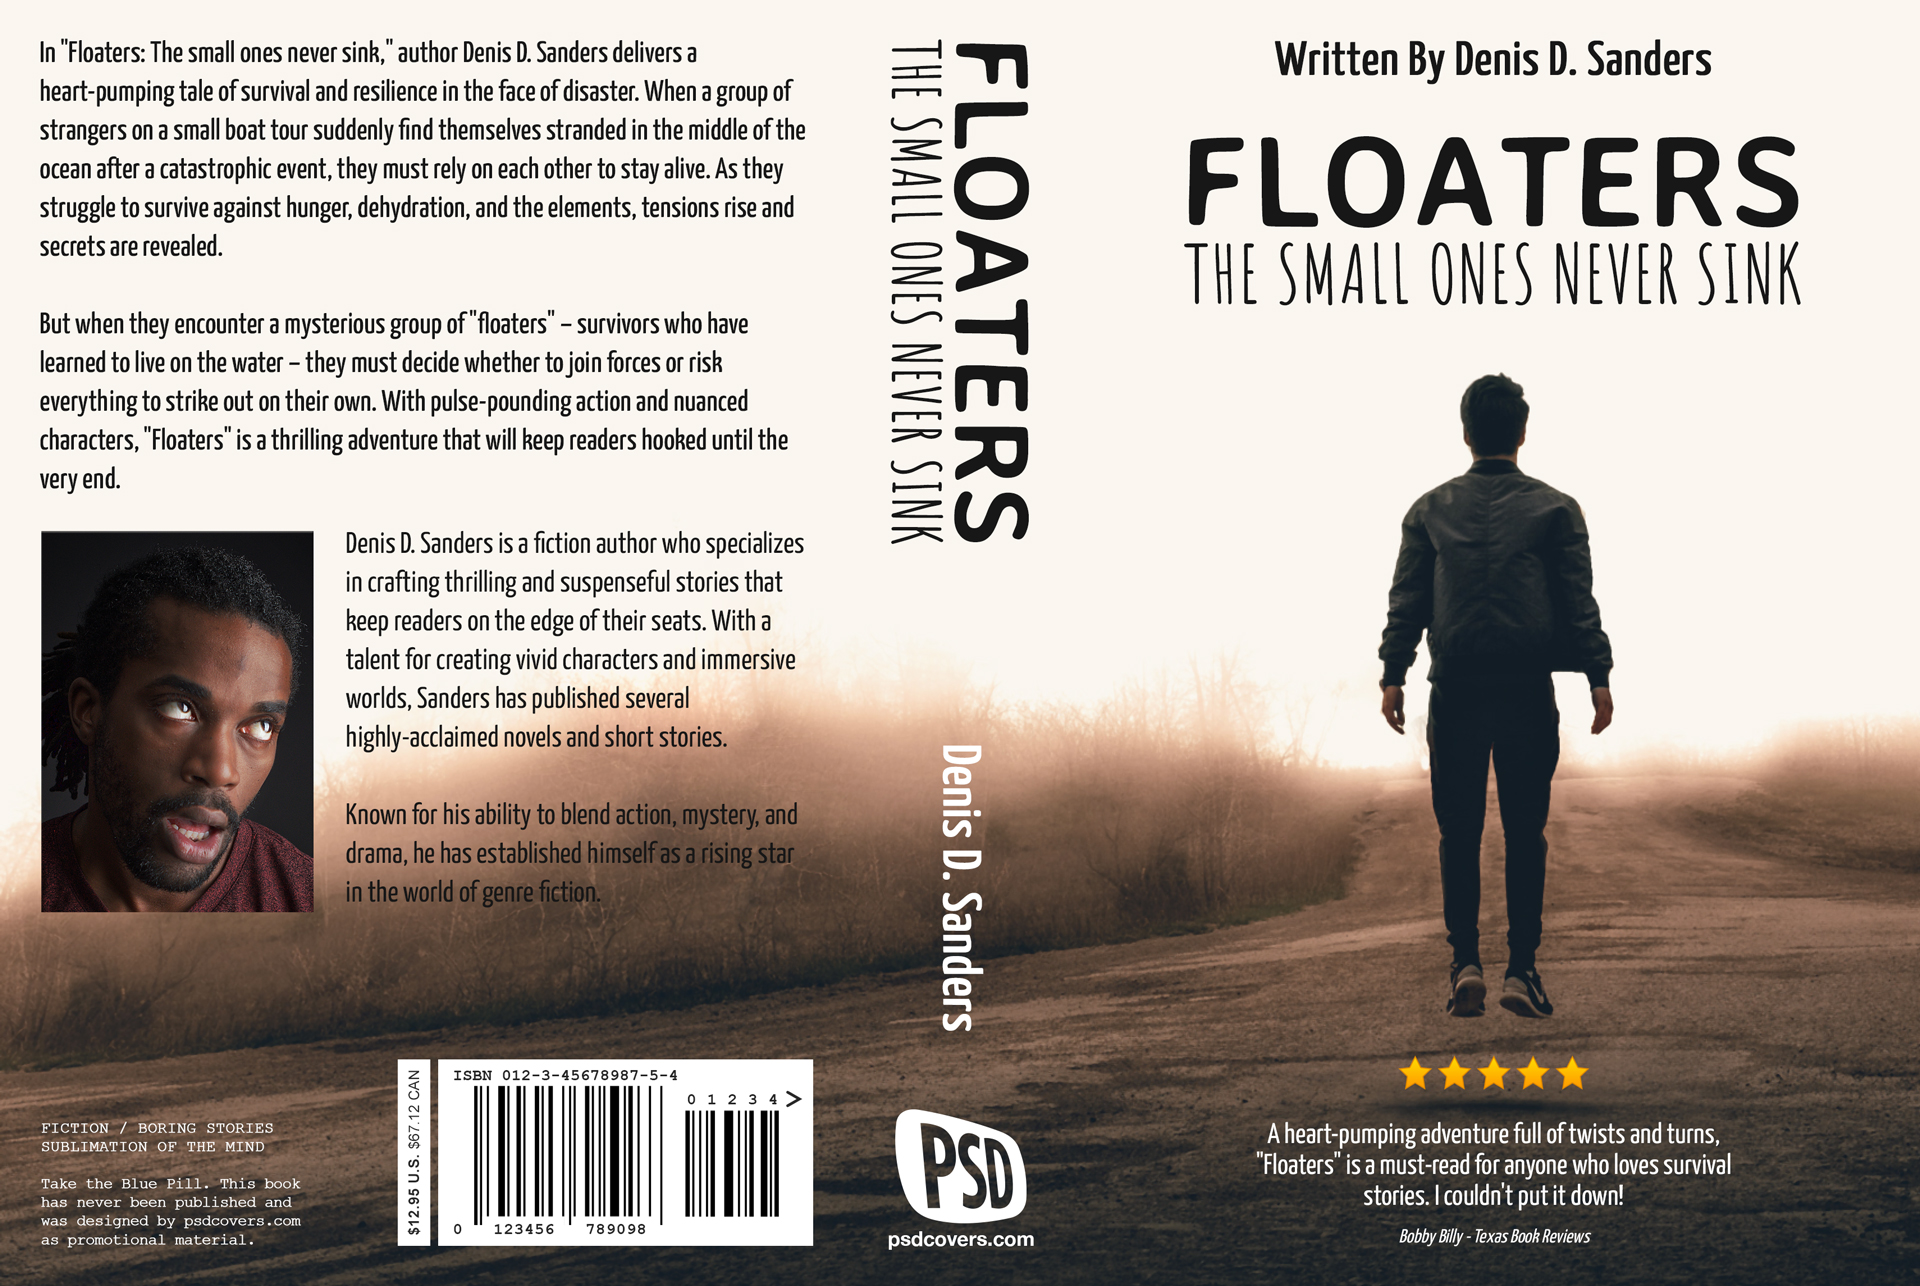 In "Floaters: The small ones never sink," author Denis D. Sanders delivers a
heart-pumping tale of survival and resilience in the face of disaster. When a group of
strangers on a small boat tour suddenly find themselves stranded in the middle of the
ocean after a catastrophic event, they must rely on each other to stay alive. As they
struggle to survive against hunger, dehydration, and the elements, tensions rise and
secrets are revealed.
But when they encounter a mysterious group of "floaters" – survivors who have
learned to live on the water – they must decide whether to join forces or risk
everything to strike out on their own. With pulse-pounding action and nuanced
characters, "Floaters" is a thrilling adventure that will keep readers hooked until the
very end.
Denis D. Sanders is a fiction author who specializes
in crafting thrilling and suspenseful stories that
keep readers on the edge of their seats. With a
talent for creating vivid characters and immersive
worlds, Sanders has published several
highly-acclaimed novels and short stories.
Known for his ability to blend action, mystery, and
drama, he has established himself as a rising star
in the world of genre fiction.
FICTION / BORING STORIES
SUBLIMATION OF THE MIND
Take the Blue Pill. This book
has never been published and
was designed by psdcovers.com
as promotional material.
$12.95 U.S. $67.12 CAN
ISBN 012-3-45678987-5-4
0 1 2 3 4 >
0 123456 789098
FLOATERS
THE SMALL ONES NEVER SINK
Denis D. Sanders
PSD
psdcovers.com
Written By Denis D. Sanders
FLOATERS
THE SMALL ONES NEVER SINK
A heart-pumping adventure full of twists and turns,
"Floaters" is a must-read for anyone who loves survival
stories. I couldn't put it down!
Bobby Billy - Texas Book Reviews